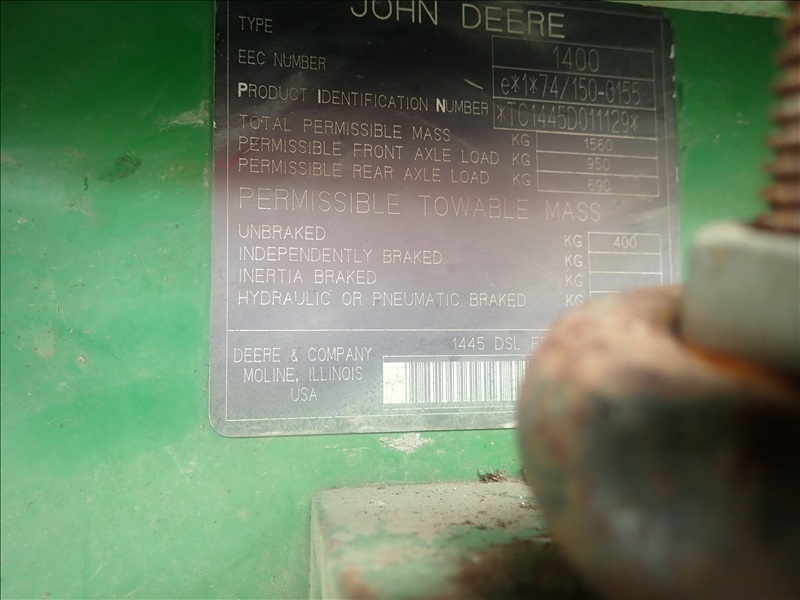 JOHN DEERE
TYPE 1400
EEC NUMBER e*1*74/150-0155
PRODUCT IDENTIFICATION NUMBER *TC1445D011129*
TOTAL PERMISSIBLE MASS KG 1560
PERMISSIBLE FRONT AXLE LOAD KG 950
PERMISSIBLE REAR AXLE LOAD KG 690
PERMISSIBLE TOWABLE MASS
UNBRAKED KG 400
INDEPENDENTLY BRAKED KG
INERTIA BRAKED KG
HYDRAULIC OR PNEUMATIC BRAKED KG
1445 DSL
DEERE & COMPANY
MOLINE, ILLINOIS
USA